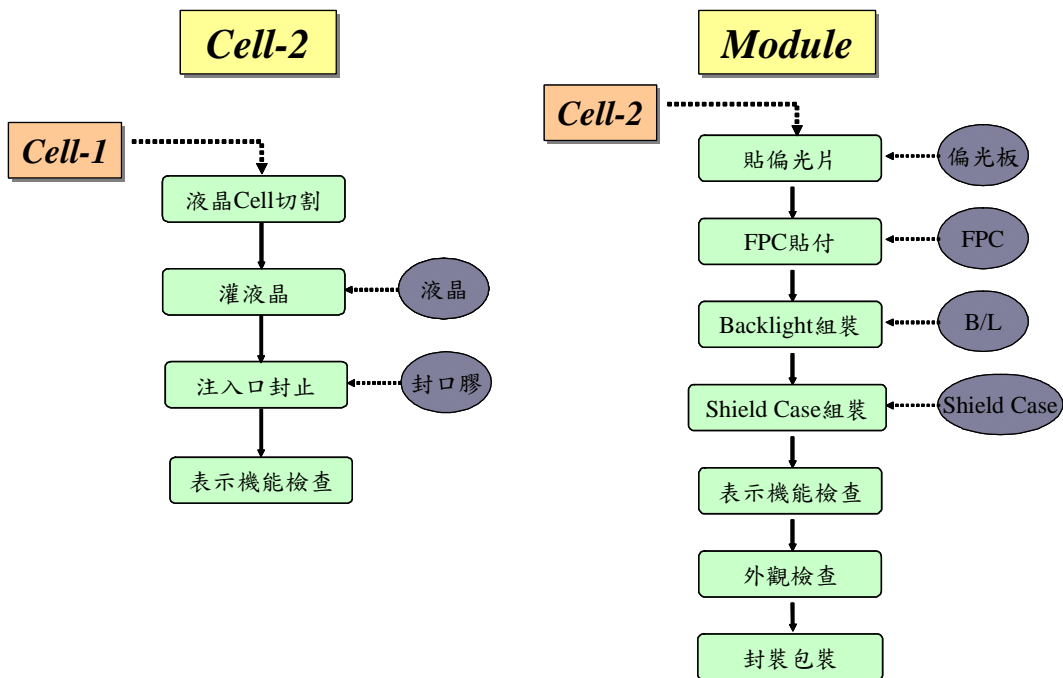 Cell-2
Cell-1
液晶Cell切割
灌液晶
液晶
注入口封止
封口膠
表示機能檢查
Module
Cell-2
貼偏光片
偏光板
FPC貼付
FPC
Backlight組裝
B/L
Shield Case組裝
Shield Case
表示機能檢查
外觀檢查
封裝包裝